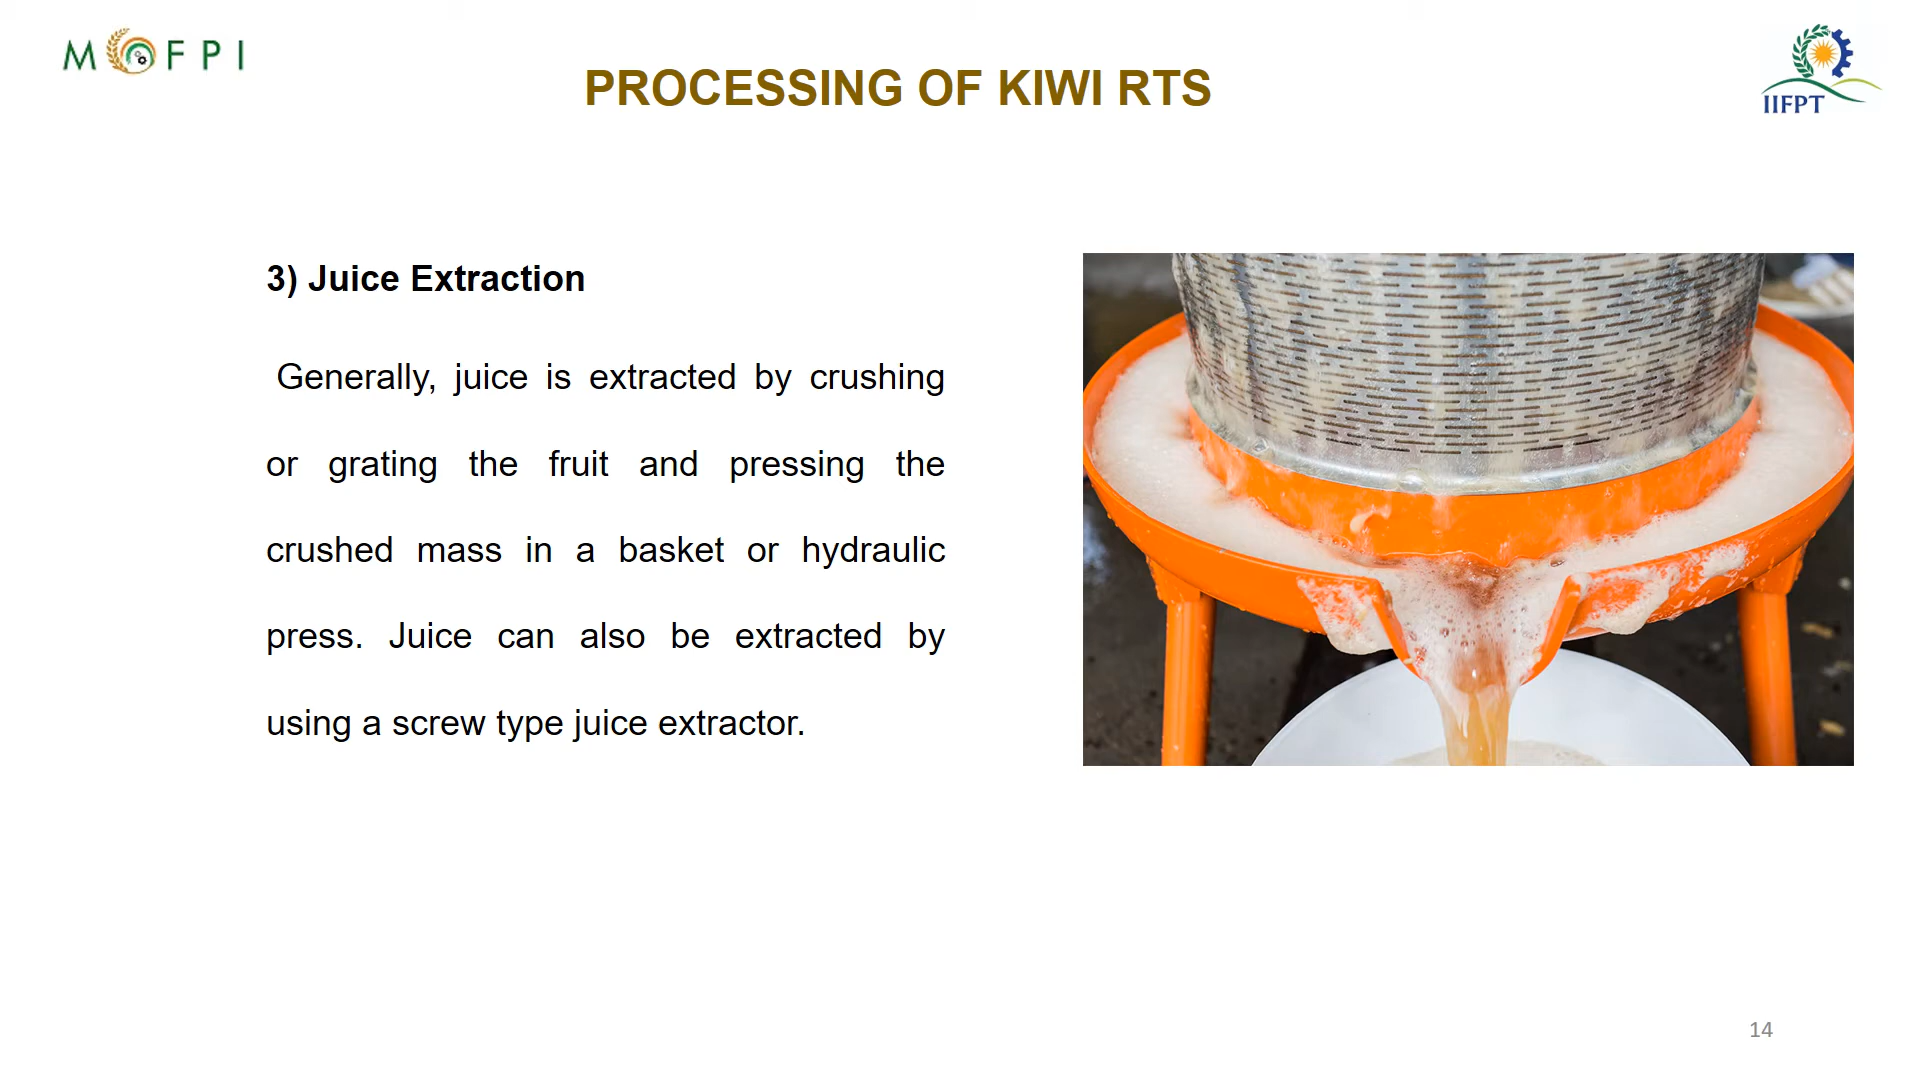 MOFPI
PROCESSING OF KIWI RTS
IIFPT
3) Juice Extraction
Generally, juice is extracted by crushing
or grating the fruit and pressing the
crushed mass in a basket or hydraulic
press. Juice can also be extracted by
using a screw type juice extractor.
14